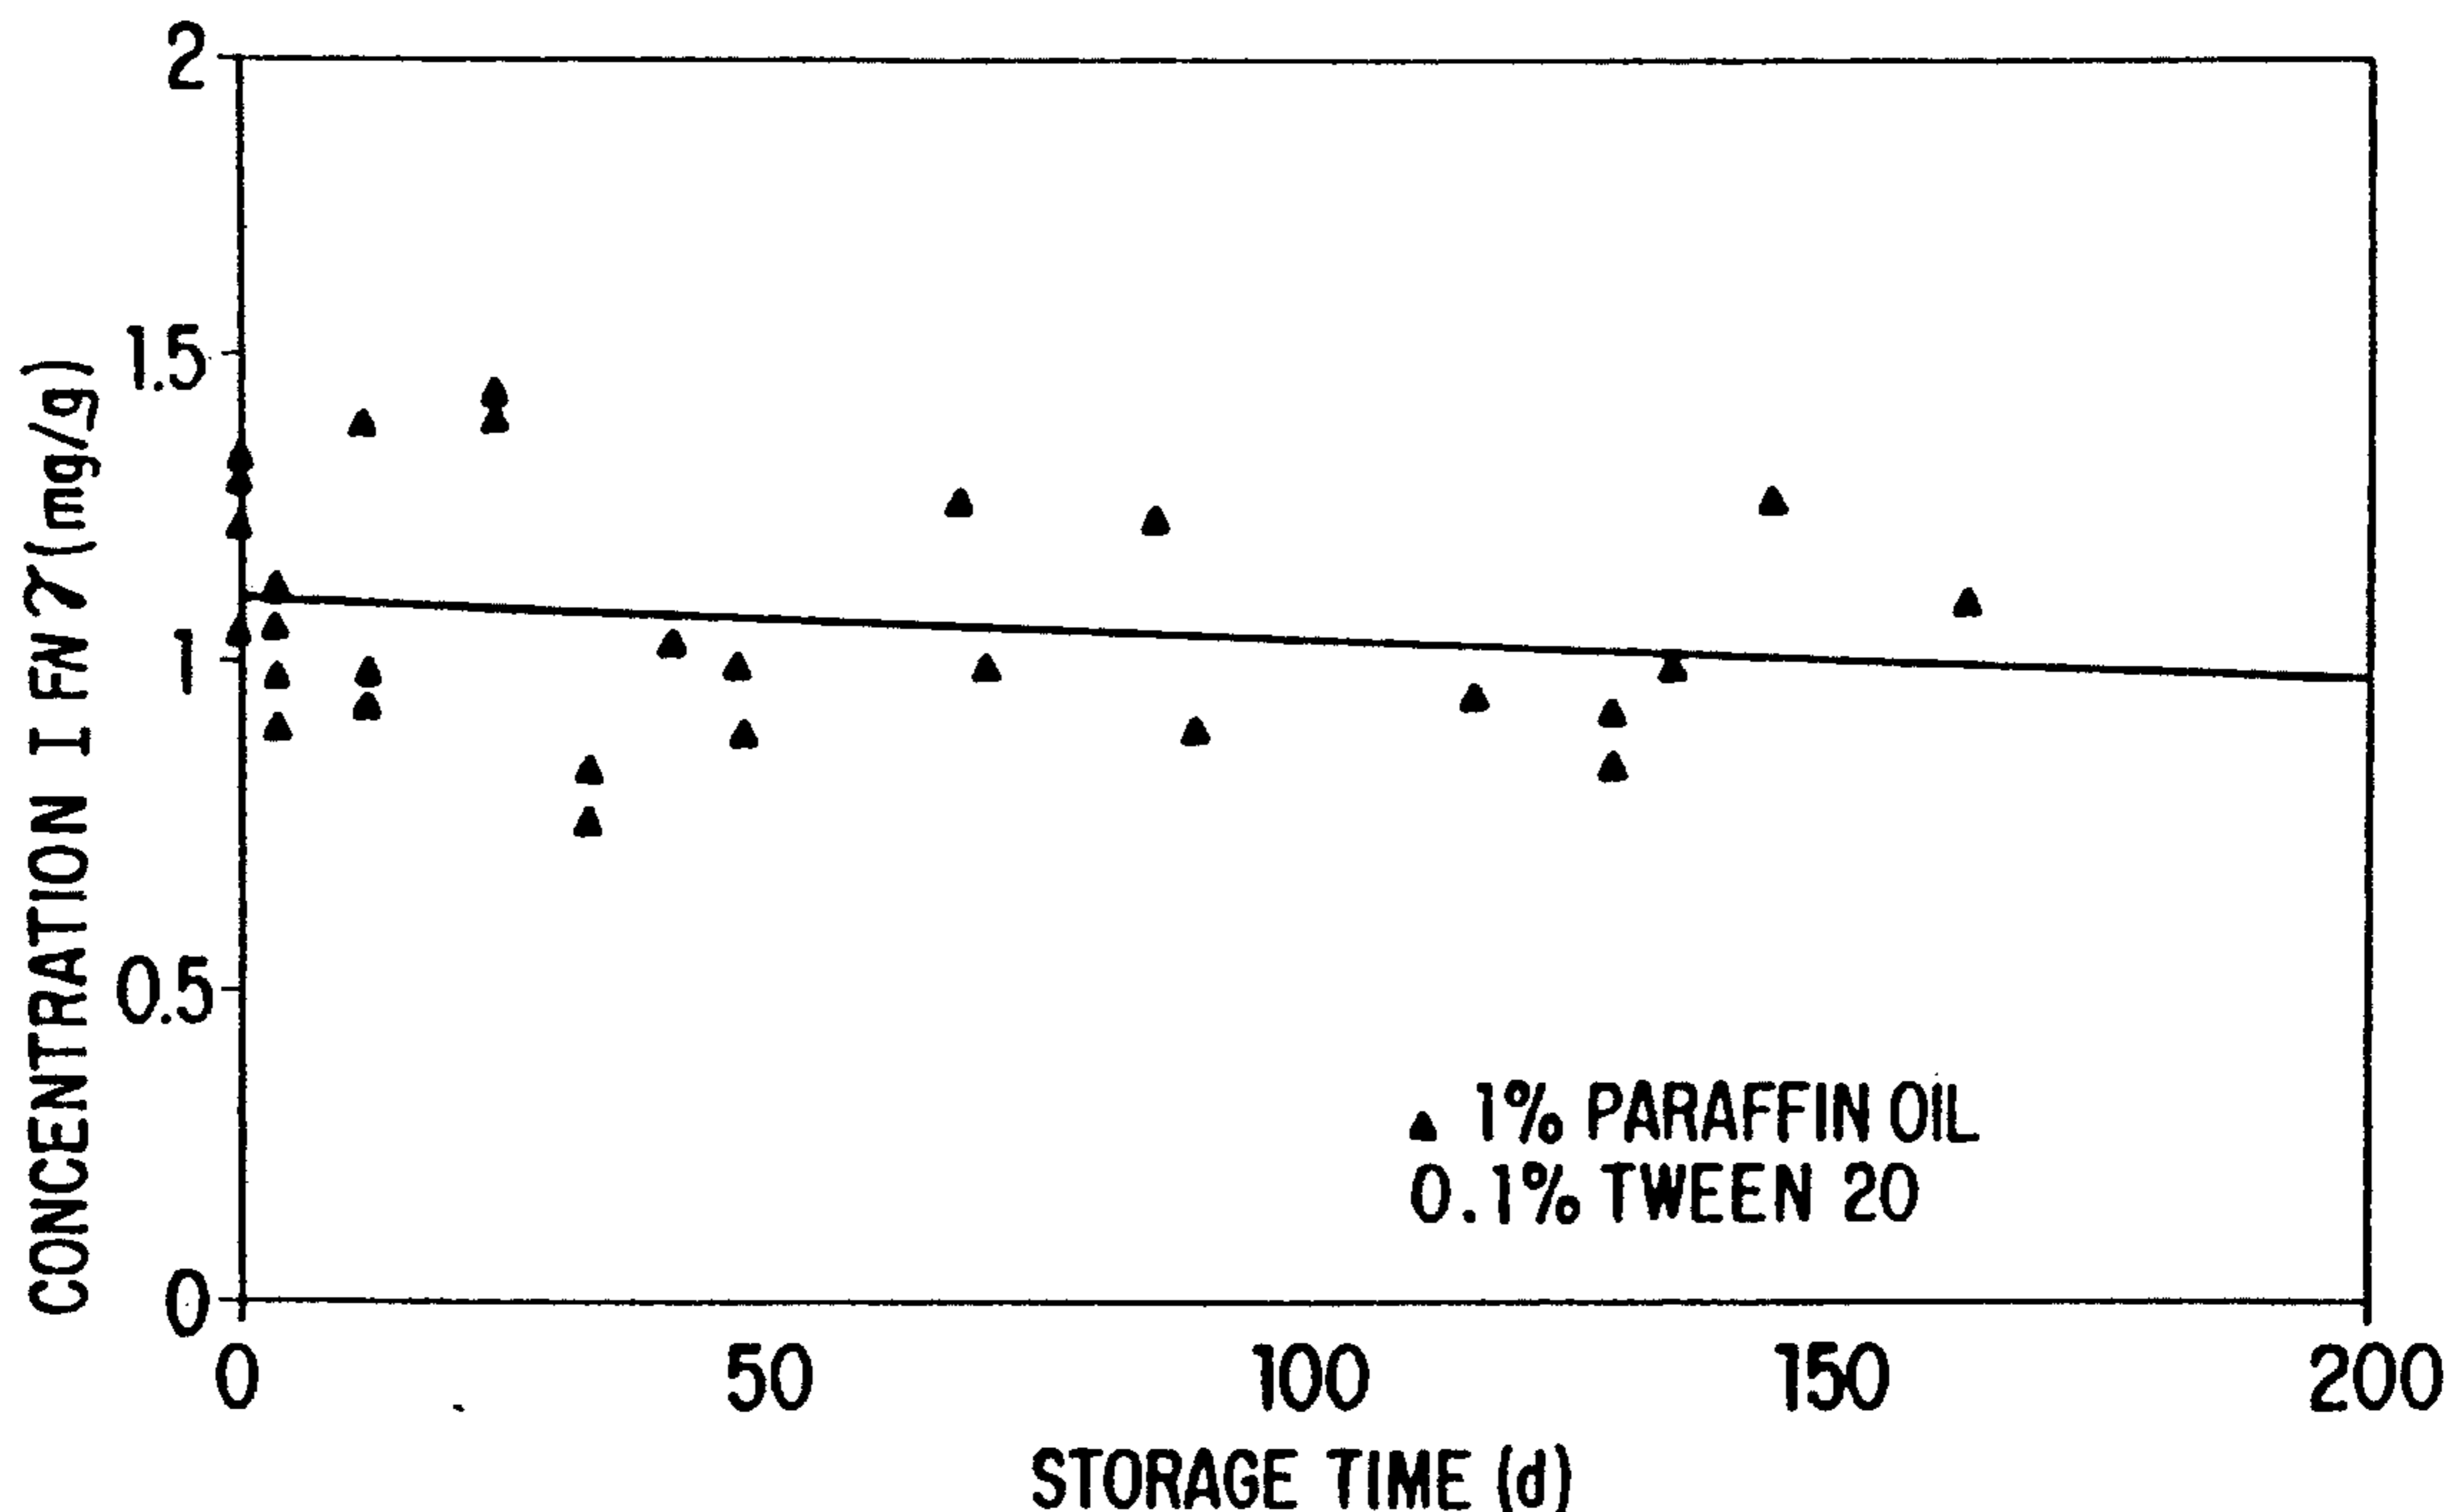 2
1.5
1
0.5
0
CONCENTRATION I FN γ (mg/g)
▲ 1% PARAFFIN OIL
0.1% TWEEN 20
0 50 100 150 200
STORAGE TIME (d)